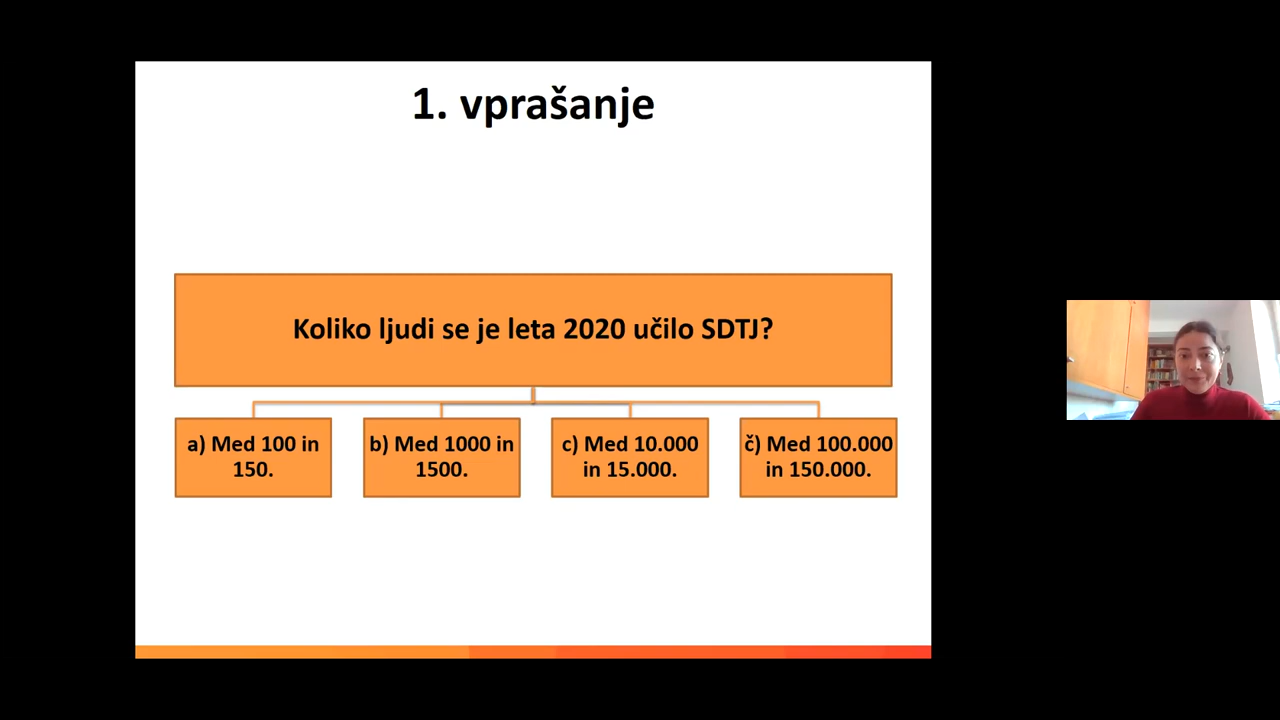 1. vprašanje
Koliko ljudi se je leta 2020 učilo SDTJ?
a) Med 100 in
150.
b) Med 1000 in
1500.
c) Med 10.000
in 15.000.
č) Med 100.000
in 150.000.